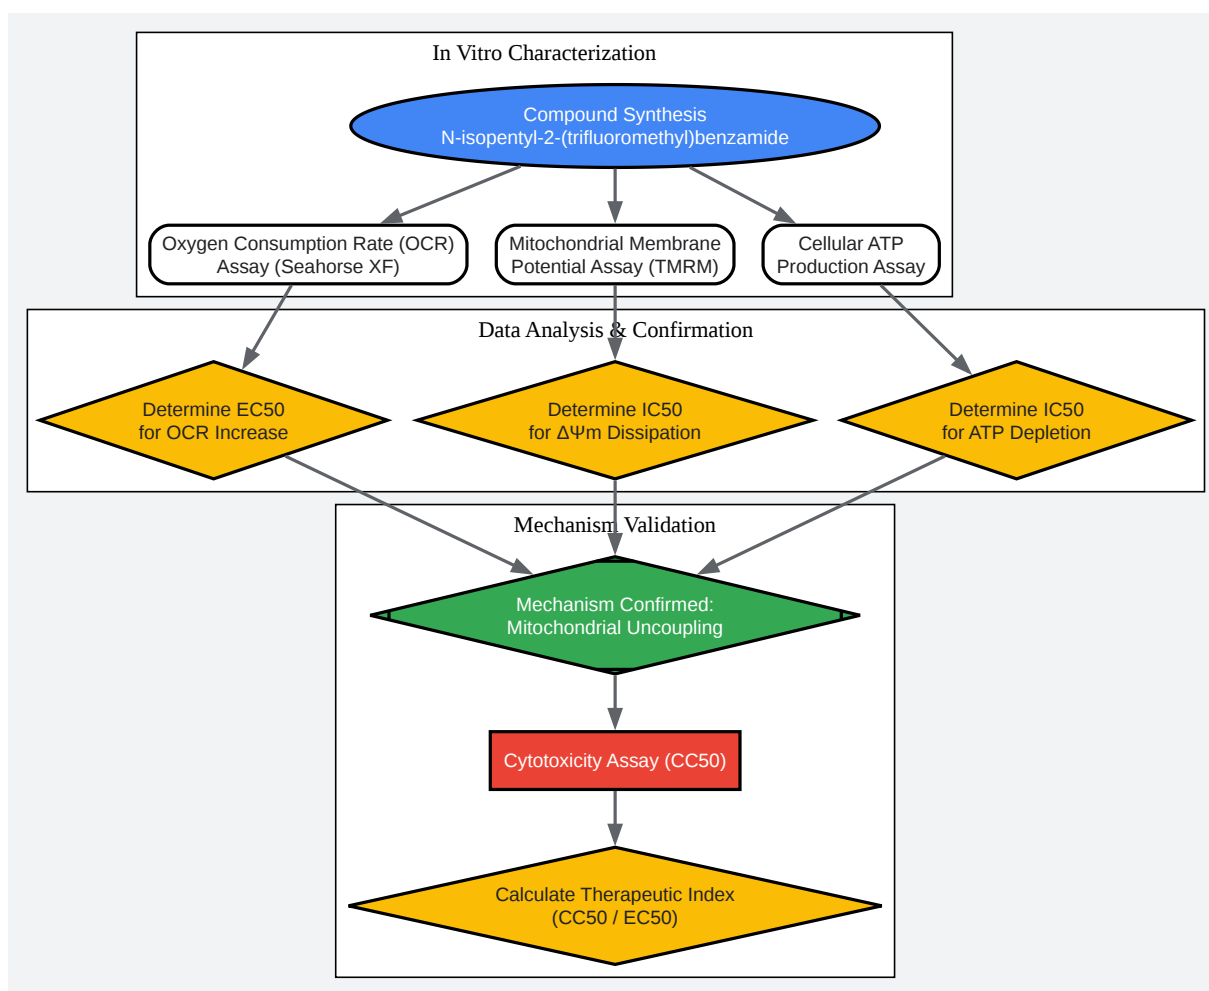 In Vitro Characterization
Compound Synthesis
N-isopentyl-2-(trifluoromethyl)benzamide
Oxygen Consumption Rate (OCR)
Assay (Seahorse XF)
Mitochondrial Membrane
Potential Assay (TMRM)
Cellular ATP
Production Assay
Data Analysis & Confirmation
Determine EC50
for OCR Increase
Determine IC50
for ΔΨm Dissipation
Determine IC50
for ATP Depletion
Mechanism Validation
Mechanism Confirmed:
Mitochondrial Uncoupling
Cytotoxicity Assay (CC50)
Calculate Therapeutic Index
(CC50 / EC50)